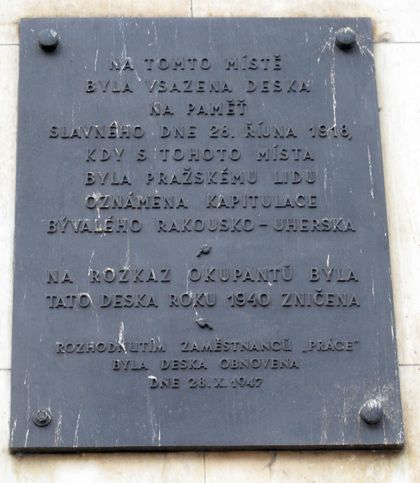 NA TOMTO MÍSTĚ
BYLA VSAZENA DESKA
NA PAMĚŤ
SLAVNÉHO DNE 28. ŘÍJNA 1918,
KDY S TOHOTO MÍSTA
BYLA PRAŽSKÉMU LIDU
OZNÁMENA KAPITULACE
BÝVALÉHO RAKOUSKO-UHERSKA
NA ROZKAZ OKUPANTŮ BYLA
TATO DESKA ROKU 1940 ZNIČENA
ROZHODNUTÍM ZAMĚSTNANCŮ „PRÁCE"
BYLA DESKA OBNOVENA
DNE 28.X.1947